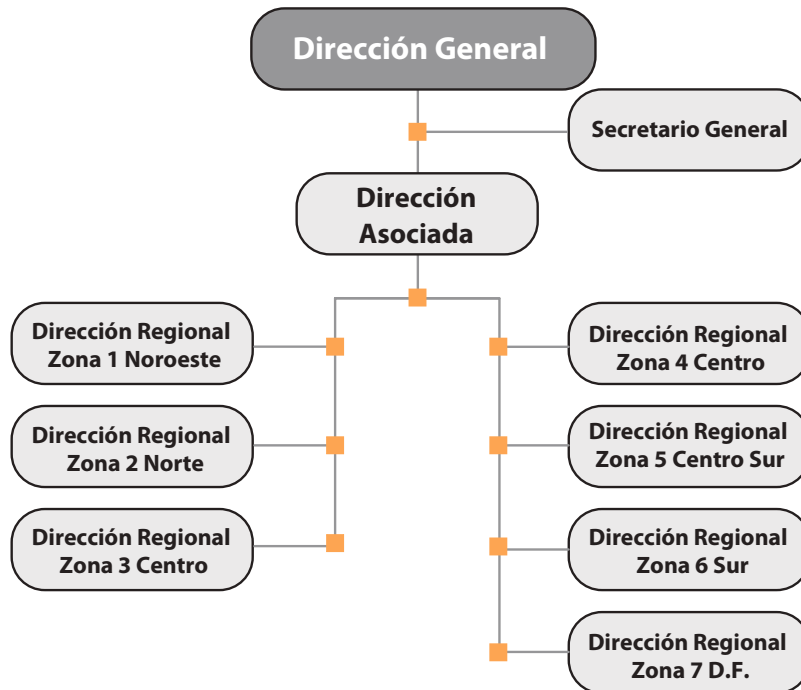 Dirección General
Secretario General
Dirección
Asociada
Dirección Regional
Zona 1 Noroeste
Dirección Regional
Zona 2 Norte
Dirección Regional
Zona 3 Centro
Dirección Regional
Zona 4 Centro
Dirección Regional
Zona 5 Centro Sur
Dirección Regional
Zona 6 Sur
Dirección Regional
Zona 7 D.F.